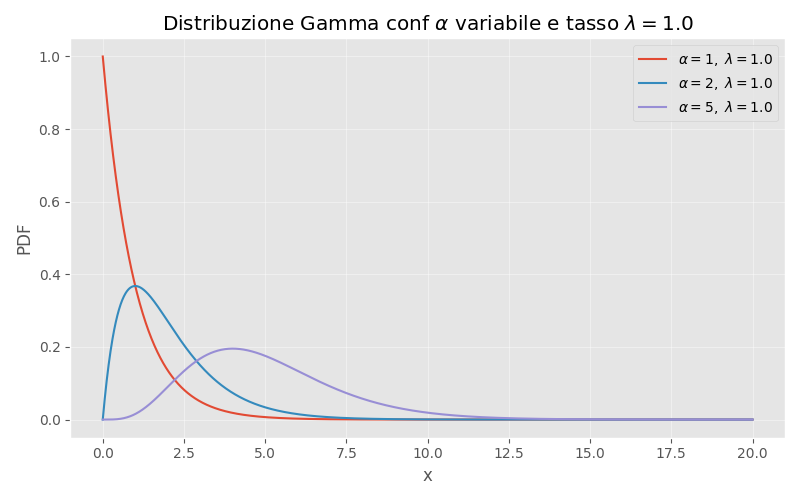 Distribuzione Gamma conf α variabile e tasso λ = 1.0
α = 1, λ = 1.0
α = 2, λ = 1.0
α = 5, λ = 1.0
PDF
1.0
0.8
0.6
0.4
0.2
0.0
0.0 2.5 5.0 7.5 10.0 12.5 15.0 17.5 20.0
x